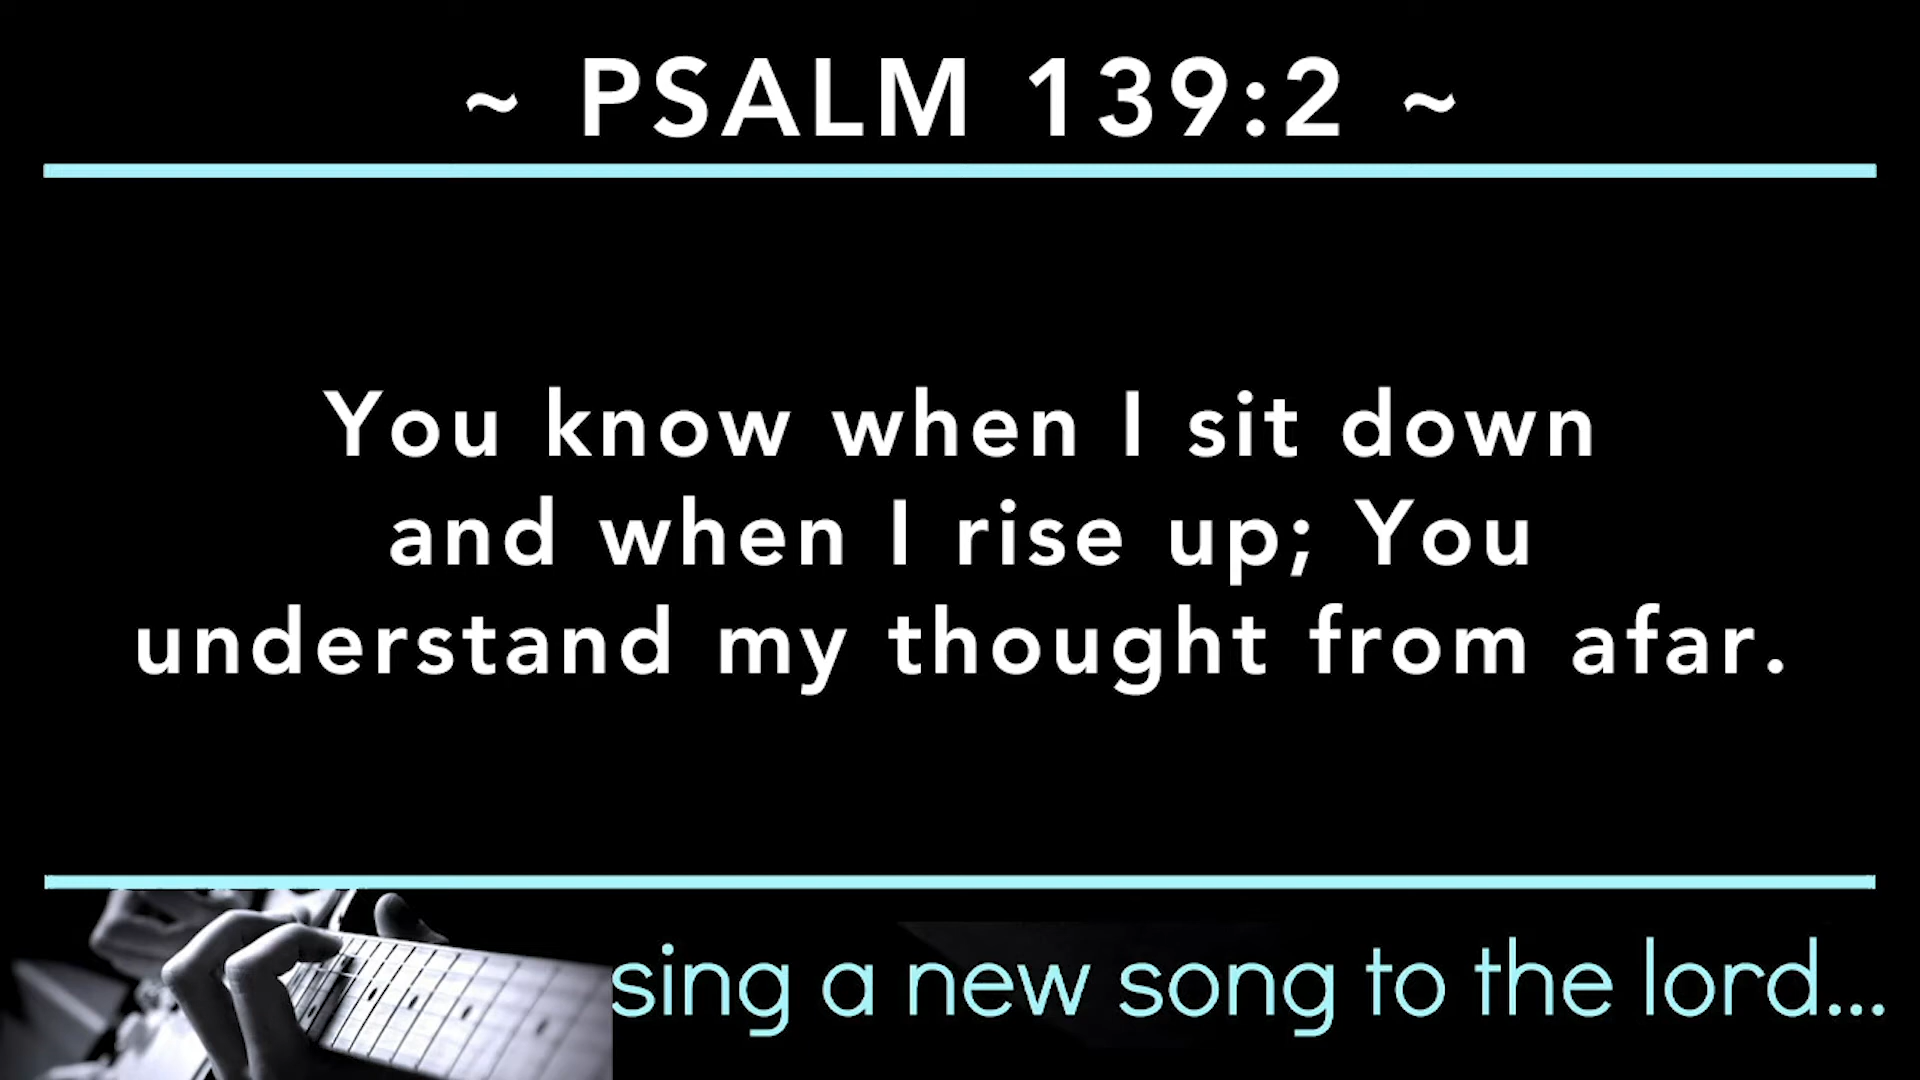 ~ PSALM 139:2 ~
You know when I sit down
and when I rise up; You
understand my thought from afar.
sing a new song to the lord...